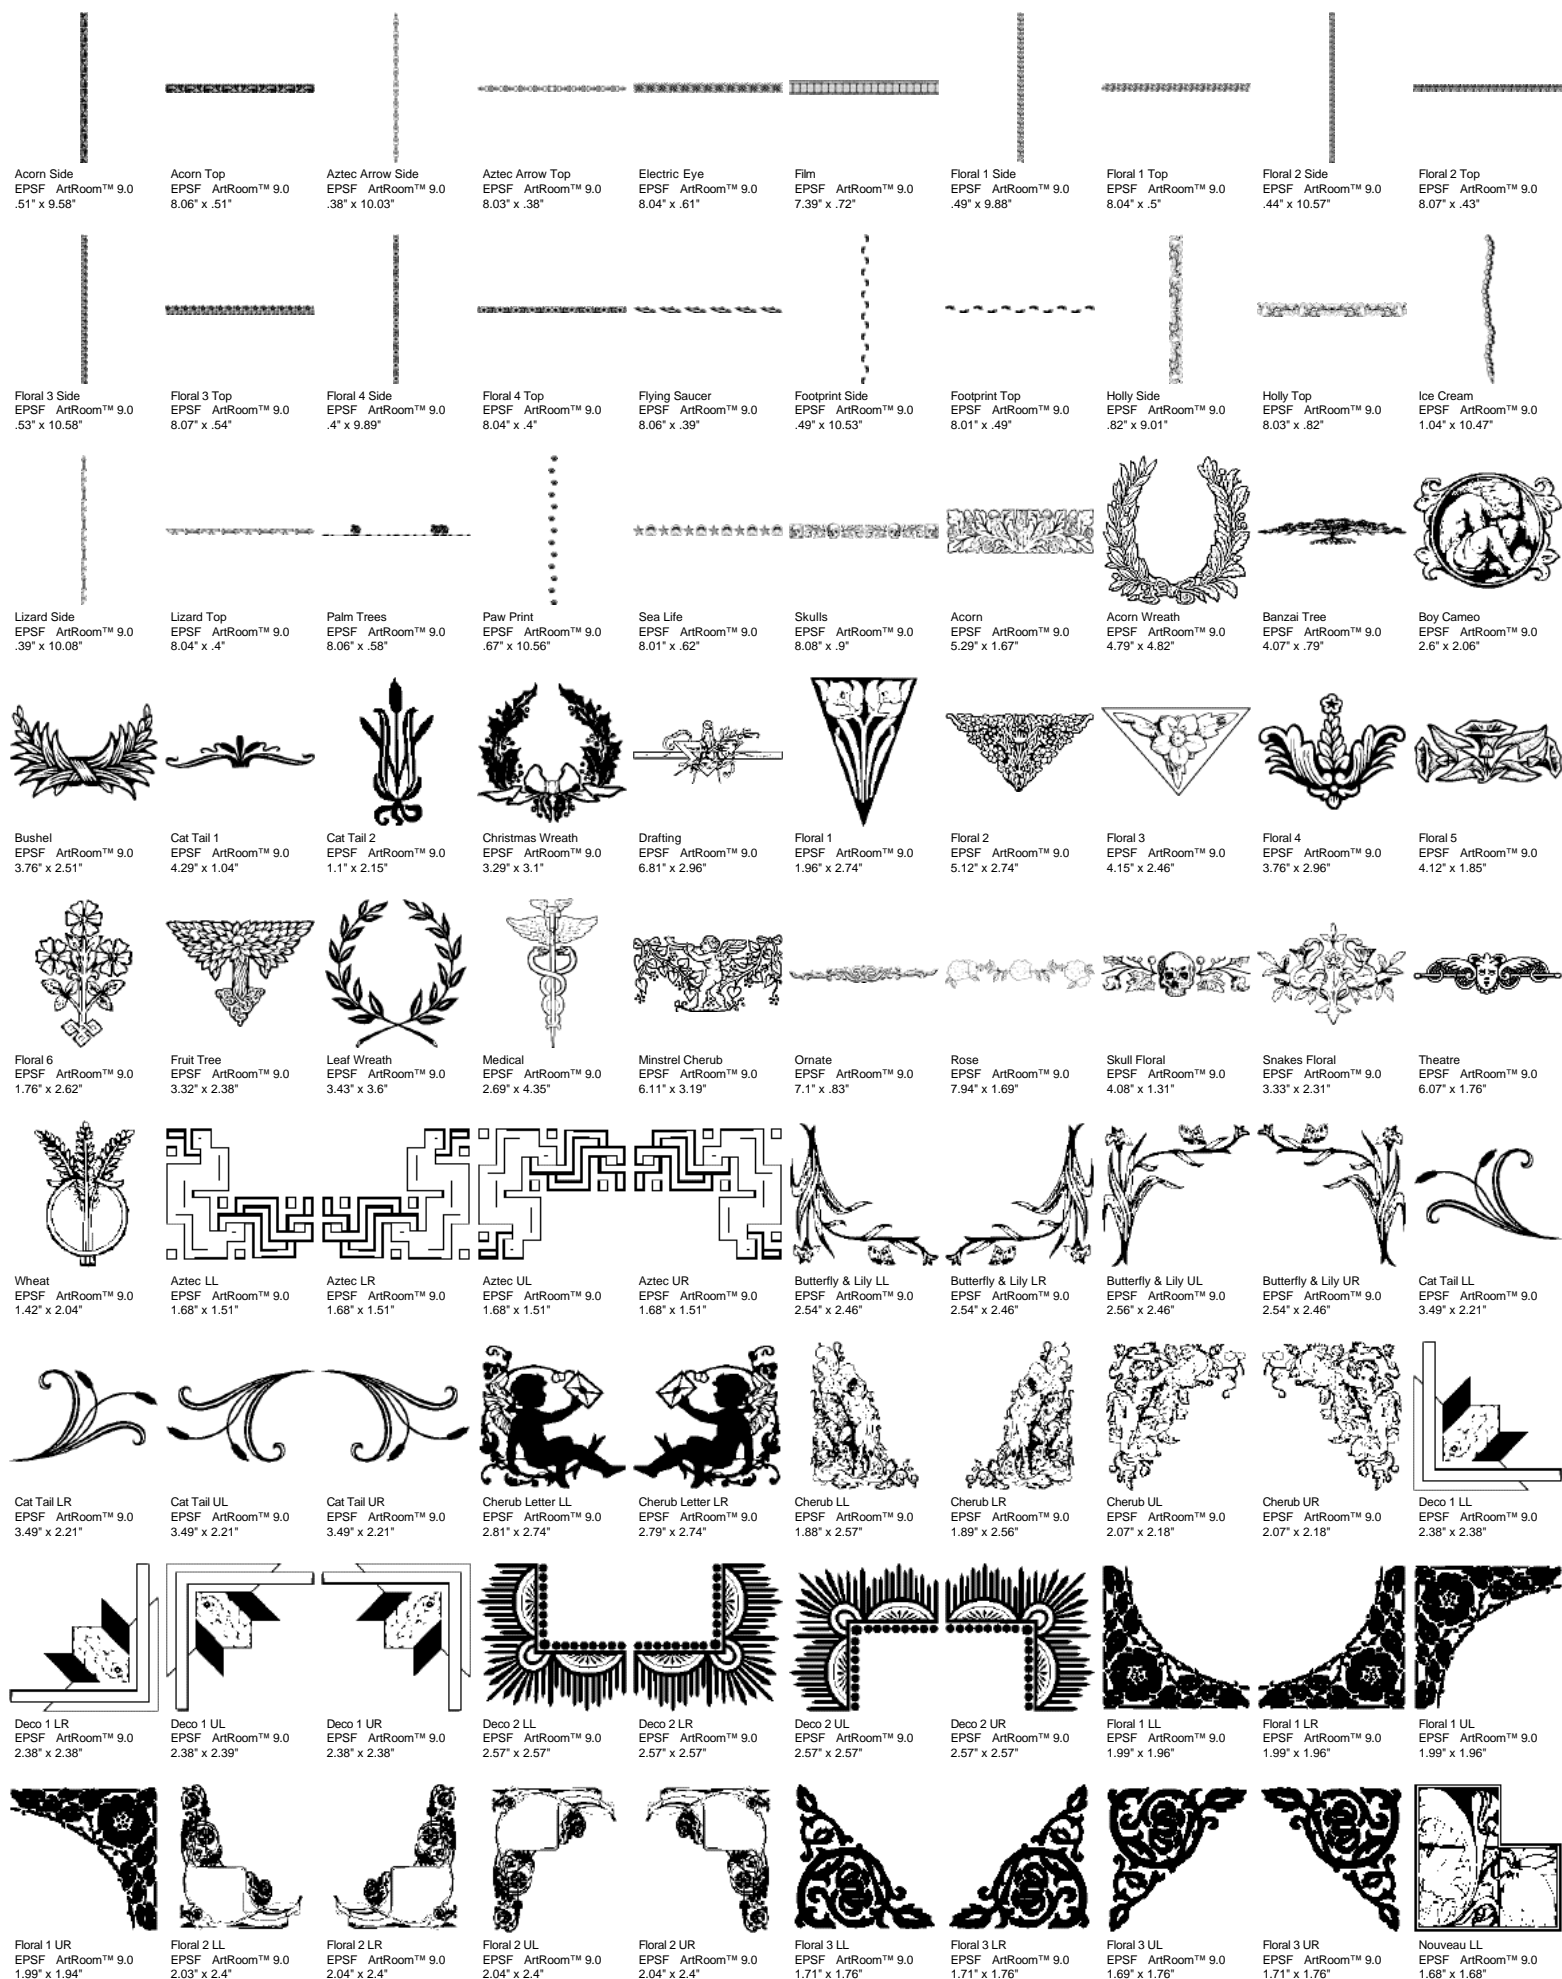 Acorn Side
EPSF ArtRoom™ 9.0
.51" x 9.58"
Acorn Top
EPSF ArtRoom™ 9.0
8.06" x .51"
Aztec Arrow Side
EPSF ArtRoom™ 9.0
.38" x 10.03"
Aztec Arrow Top
EPSF ArtRoom™ 9.0
8.03" x .38"
Electric Eye
EPSF ArtRoom™ 9.0
8.04" x .61"
Film
EPSF ArtRoom™ 9.0
7.39" x .72"
Floral 1 Side
EPSF ArtRoom™ 9.0
.49" x 9.88"
Floral 1 Top
EPSF ArtRoom™ 9.0
8.04" x .5"
Floral 2 Side
EPSF ArtRoom™ 9.0
.44" x 10.57"
Floral 2 Top
EPSF ArtRoom™ 9.0
8.07" x .43"
Floral 3 Side
EPSF ArtRoom™ 9.0
.53" x 10.58"
Floral 3 Top
EPSF ArtRoom™ 9.0
8.07" x .54"
Floral 4 Side
EPSF ArtRoom™ 9.0
.4" x 9.89"
Floral 4 Top
EPSF ArtRoom™ 9.0
8.04" x .4"
Flying Saucer
EPSF ArtRoom™ 9.0
8.06" x .39"
Footprint Side
EPSF ArtRoom™ 9.0
.49" x 10.53"
Footprint Top
EPSF ArtRoom™ 9.0
8.01" x .49"
Holly Side
EPSF ArtRoom™ 9.0
.82" x 9.01"
Holly Top
EPSF ArtRoom™ 9.0
8.03" x .82"
Ice Cream
EPSF ArtRoom™ 9.0
1.04" x 10.47"
Lizard Side
EPSF ArtRoom™ 9.0
.39" x 10.08"
Lizard Top
EPSF ArtRoom™ 9.0
8.04" x .4"
Palm Trees
EPSF ArtRoom™ 9.0
8.06" x .58"
Paw Print
EPSF ArtRoom™ 9.0
.67" x 10.56"
Sea Life
EPSF ArtRoom™ 9.0
8.01" x .62"
Skulls
EPSF ArtRoom™ 9.0
8.08" x .9"
Acorn
EPSF ArtRoom™ 9.0
5.29" x 1.67"
Acorn Wreath
EPSF ArtRoom™ 9.0
4.79" x 4.82"
Banzai Tree
EPSF ArtRoom™ 9.0
4.07" x .79"
Boy Cameo
EPSF ArtRoom™ 9.0
2.6" x 2.06"
Bushel
EPSF ArtRoom™ 9.0
3.76" x 2.51"
Cat Tail 1
EPSF ArtRoom™ 9.0
4.29" x 1.04"
Cat Tail 2
EPSF ArtRoom™ 9.0
1.1" x 2.15"
Christmas Wreath
EPSF ArtRoom™ 9.0
3.29" x 3.1"
Drafting
EPSF ArtRoom™ 9.0
6.81" x 2.96"
Floral 1
EPSF ArtRoom™ 9.0
1.96" x 2.74"
Floral 2
EPSF ArtRoom™ 9.0
5.12" x 2.74"
Floral 3
EPSF ArtRoom™ 9.0
4.15" x 2.46"
Floral 4
EPSF ArtRoom™ 9.0
3.76" x 2.96"
Floral 5
EPSF ArtRoom™ 9.0
4.12" x 1.85"
Floral 6
EPSF ArtRoom™ 9.0
1.76" x 2.62"
Fruit Tree
EPSF ArtRoom™ 9.0
3.32" x 2.38"
Leaf Wreath
EPSF ArtRoom™ 9.0
3.43" x 3.6"
Medical
EPSF ArtRoom™ 9.0
2.69" x 4.35"
Minstrel Cherub
EPSF ArtRoom™ 9.0
6.11" x 3.19"
Ornate
EPSF ArtRoom™ 9.0
7.1" x .83"
Rose
EPSF ArtRoom™ 9.0
7.94" x 1.69"
Skull Floral
EPSF ArtRoom™ 9.0
4.08" x 1.31"
Snakes Floral
EPSF ArtRoom™ 9.0
3.33" x 2.31"
Theatre
EPSF ArtRoom™ 9.0
6.07" x 1.76"
Wheat
EPSF ArtRoom™ 9.0
1.42" x 2.04"
Aztec LL
EPSF ArtRoom™ 9.0
1.68" x 1.51"
Aztec LR
EPSF ArtRoom™ 9.0
1.68" x 1.51"
Aztec UL
EPSF ArtRoom™ 9.0
1.68" x 1.51"
Aztec UR
EPSF ArtRoom™ 9.0
1.68" x 1.51"
Butterfly & Lily LL
EPSF ArtRoom™ 9.0
2.54" x 2.46"
Butterfly & Lily LR
EPSF ArtRoom™ 9.0
2.54" x 2.46"
Butterfly & Lily UL
EPSF ArtRoom™ 9.0
2.56" x 2.46"
Butterfly & Lily UR
EPSF ArtRoom™ 9.0
2.54" x 2.46"
Cat Tail LL
EPSF ArtRoom™ 9.0
3.49" x 2.21"
Cat Tail LR
EPSF ArtRoom™ 9.0
3.49" x 2.21"
Cat Tail UL
EPSF ArtRoom™ 9.0
3.49" x 2.21"
Cat Tail UR
EPSF ArtRoom™ 9.0
3.49" x 2.21"
Cherub Letter LL
EPSF ArtRoom™ 9.0
2.81" x 2.74"
Cherub Letter LR
EPSF ArtRoom™ 9.0
2.79" x 2.74"
Cherub LL
EPSF ArtRoom™ 9.0
1.88" x 2.57"
Cherub LR
EPSF ArtRoom™ 9.0
1.89" x 2.56"
Cherub UL
EPSF ArtRoom™ 9.0
2.07" x 2.18"
Cherub UR
EPSF ArtRoom™ 9.0
2.07" x 2.18"
Deco 1 LL
EPSF ArtRoom™ 9.0
2.38" x 2.38"
Deco 1 LR
EPSF ArtRoom™ 9.0
2.38" x 2.38"
Deco 1 UL
EPSF ArtRoom™ 9.0
2.38" x 2.39"
Deco 1 UR
EPSF ArtRoom™ 9.0
2.38" x 2.38"
Deco 2 LL
EPSF ArtRoom™ 9.0
2.57" x 2.57"
Deco 2 LR
EPSF ArtRoom™ 9.0
2.57" x 2.57"
Deco 2 UL
EPSF ArtRoom™ 9.0
2.57" x 2.57"
Deco 2 UR
EPSF ArtRoom™ 9.0
2.57" x 2.57"
Floral 1 LL
EPSF ArtRoom™ 9.0
1.99" x 1.96"
Floral 1 LR
EPSF ArtRoom™ 9.0
1.99" x 1.96"
Floral 1 UL
EPSF ArtRoom™ 9.0
1.99" x 1.96"
Floral 1 UR
EPSF ArtRoom™ 9.0
1.99" x 1.94"
Floral 2 LL
EPSF ArtRoom™ 9.0
2.03" x 2.4"
Floral 2 LR
EPSF ArtRoom™ 9.0
2.04" x 2.4"
Floral 2 UL
EPSF ArtRoom™ 9.0
2.04" x 2.4"
Floral 2 UR
EPSF ArtRoom™ 9.0
2.04" x 2.4"
Floral 3 LL
EPSF ArtRoom™ 9.0
1.71" x 1.76"
Floral 3 LR
EPSF ArtRoom™ 9.0
1.71" x 1.76"
Floral 3 UL
EPSF ArtRoom™ 9.0
1.69" x 1.76"
Floral 3 UR
EPSF ArtRoom™ 9.0
1.71" x 1.76"
Nouveau LL
EPSF ArtRoom™ 9.0
1.68" x 1.68"